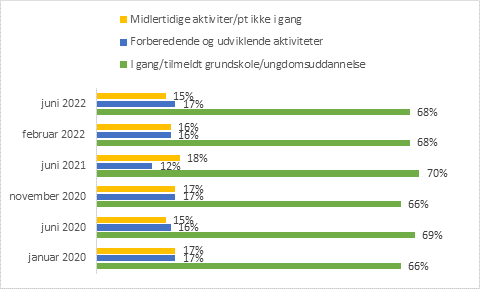 Midlertidige aktiviter/pt ikke i gang
Forberedende og udviklende aktiviteter
I gang/tilmeldt grundskole/ungdomsuddannelse
juni 2022
15%
17%
68%
februar 2022
16%
16%
68%
juni 2021
18%
12%
70%
november 2020
17%
17%
66%
juni 2020
15%
16%
69%
januar 2020
17%
17%
66%